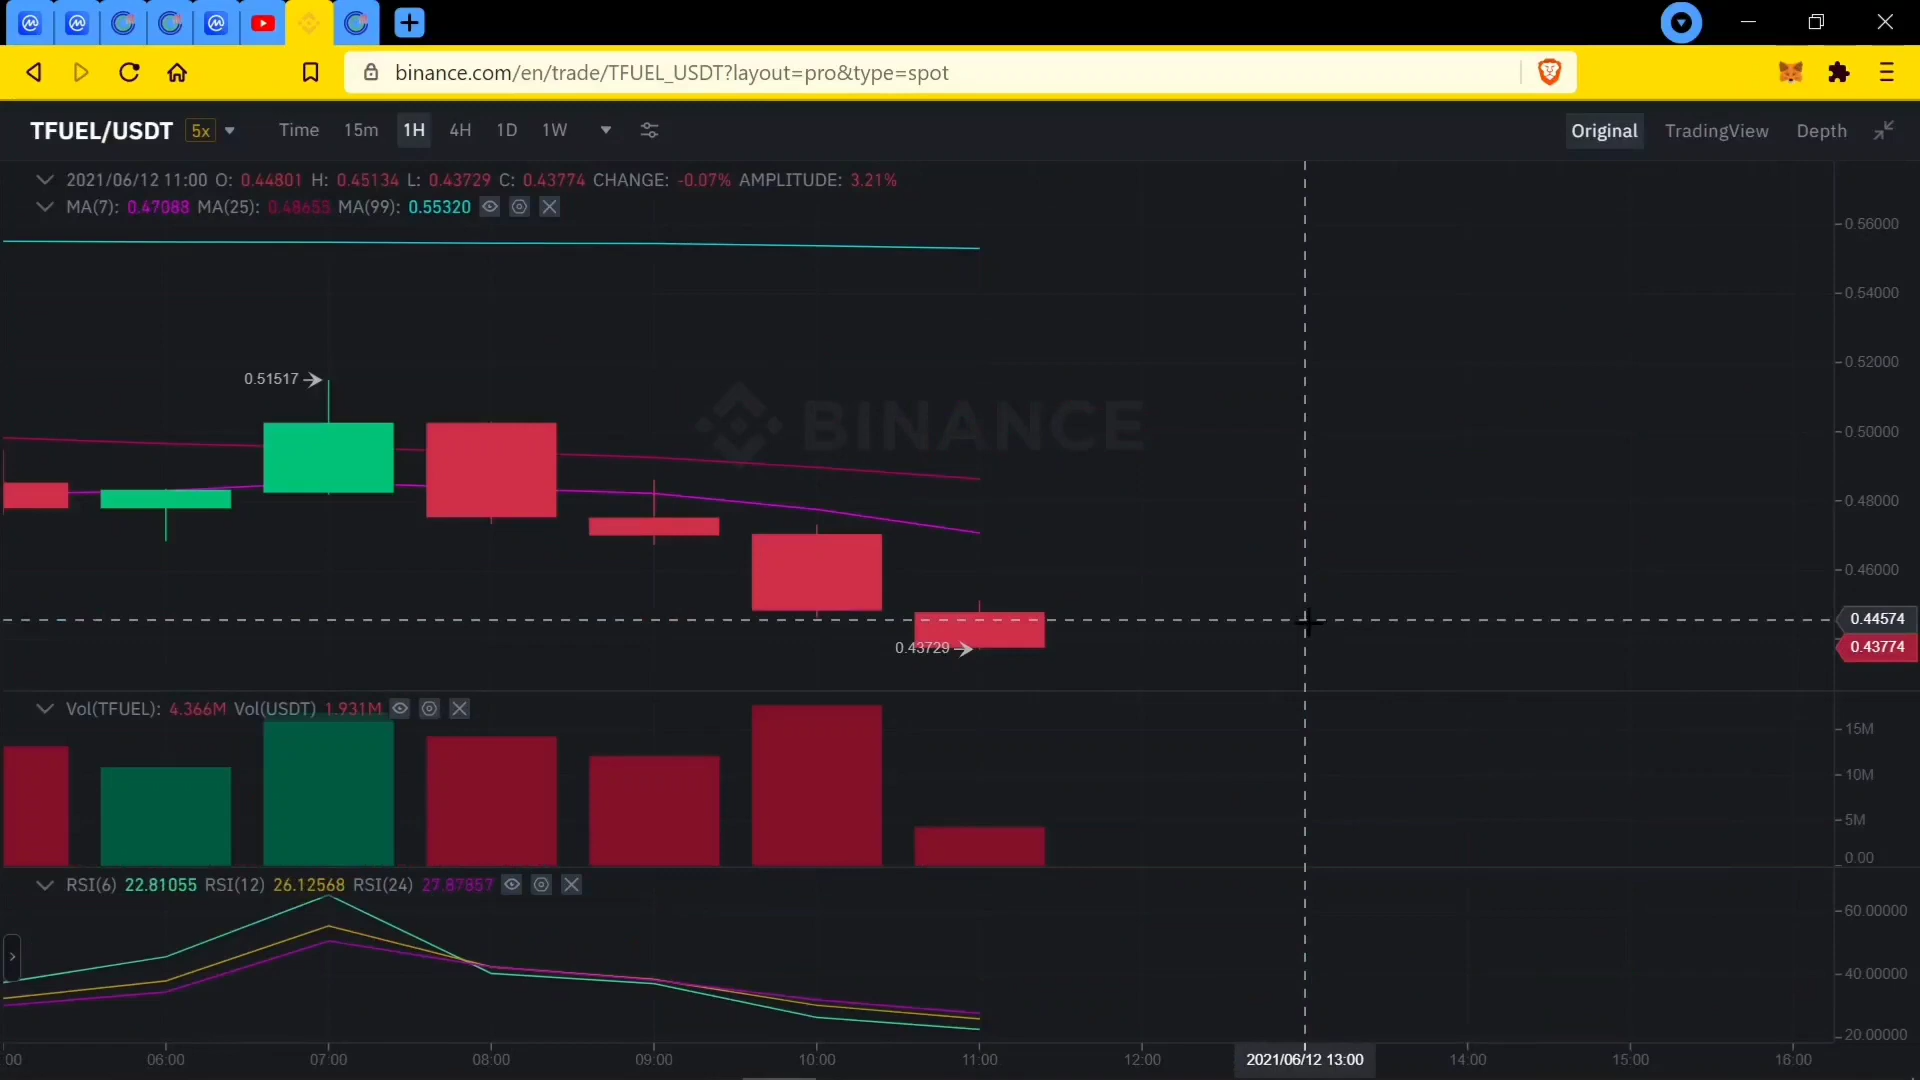 binance.com/en/trade/TFUEL_USDT?layout=pro&type=spot
TFUEL/USDT 5x Time 15m 1H 4H 1D 1W Original TradingView Depth
2021/06/12 11:00 O: 0.44801 H: 0.45134 L: 0.43729 C: 0.43774 CHANGE: -0.07% AMPLITUDE: 3.21%
MA(7): 0.47088 MA(25): 0.48655 MA(99): 0.55320
0.56000
0.54000
0.52000
0.51517
BINANCE
0.50000
0.48000
0.46000
0.44574
0.43729
0.43774
Vol(TFUEL): 4.366M Vol(USDT) 1.931M
15M
10M
5M
0.00
RSI(6) 22.81055 RSI(12) 26.12568 RSI(24) 27.87857
60.00000
40.00000
20.00000
:00 06:00 07:00 08:00 09:00 10:00 11:00 12:00 2021/06/12 13:00 14:00 15:00 16:00